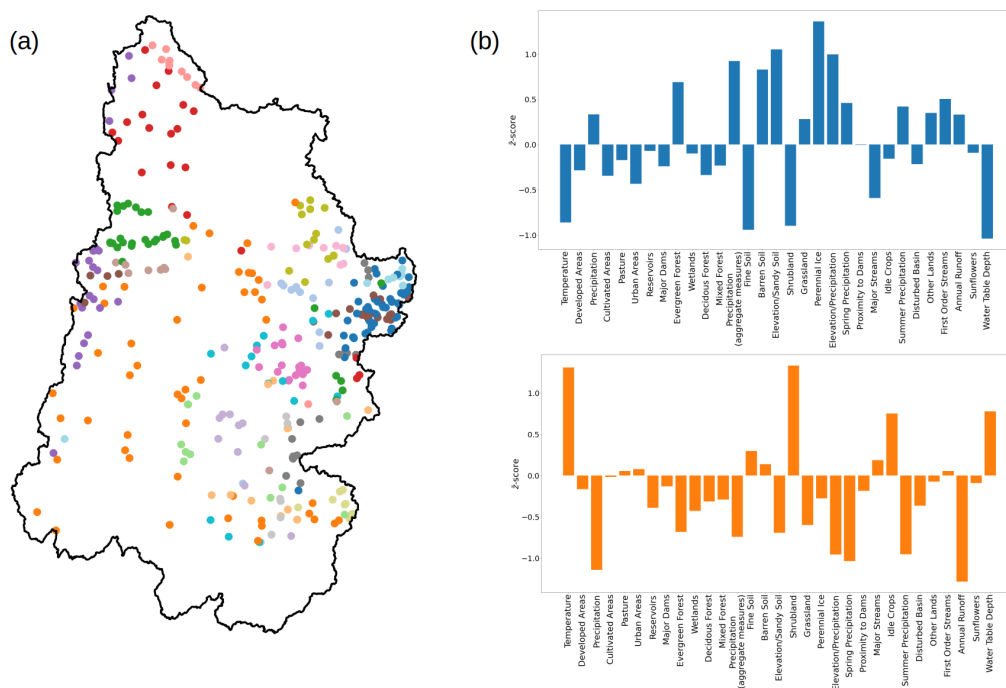 (a)
(b)
z̄-score
1.0
0.5
0.0
−0.5
−1.0
Temperature
Developed Areas
Precipitation
Cultivated Areas
Pasture
Urban Areas
Reservoirs
Major Dams
Evergreen Forest
Wetlands
Decidous Forest
Mixed Forest
Precipitation
(aggregate measures)
Fine Soil
Barren Soil
Elevation/Sandy Soil
Shrubland
Grassland
Perennial Ice
Elevation/Precipitation
Spring Precipitation
Proximity to Dams
Major Streams
Idle Crops
Summer Precipitation
Disturbed Basin
Other Lands
First Order Streams
Annual Runoff
Sunflowers
Water Table Depth
z̄-score
1.0
0.5
0.0
−0.5
−1.0
Temperature
Developed Areas
Precipitation
Cultivated Areas
Pasture
Urban Areas
Reservoirs
Major Dams
Evergreen Forest
Wetlands
Decidous Forest
Mixed Forest
Precipitation
(aggregate measures)
Fine Soil
Barren Soil
Elevation/Sandy Soil
Shrubland
Grassland
Perennial Ice
Elevation/Precipitation
Spring Precipitation
Proximity to Dams
Major Streams
Idle Crops
Summer Precipitation
Disturbed Basin
Other Lands
First Order Streams
Annual Runoff
Sunflowers
Water Table Depth